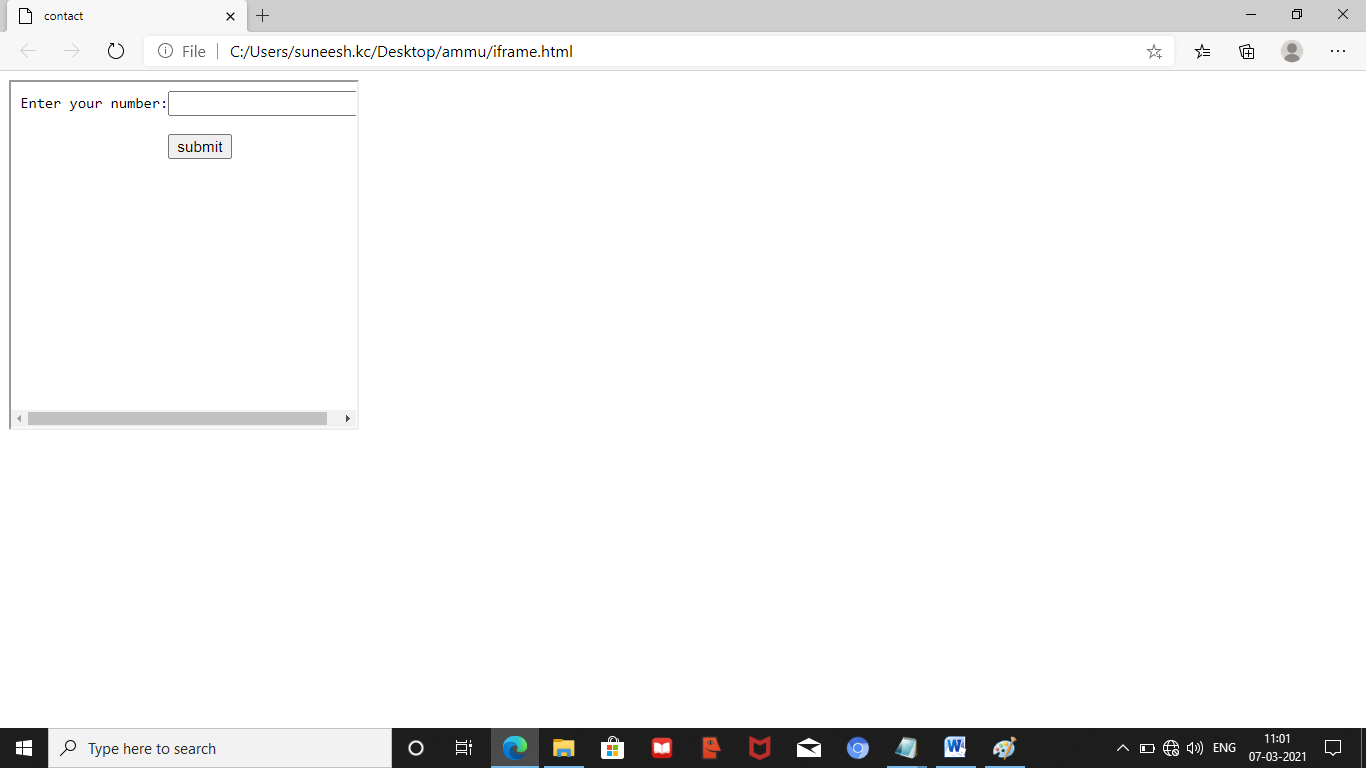 contact
File
C:/Users/suneesh.kc/Desktop/ammu/iframe.html
Enter your number:
submit
Type here to search
W
ENG
11:01
07-03-2021